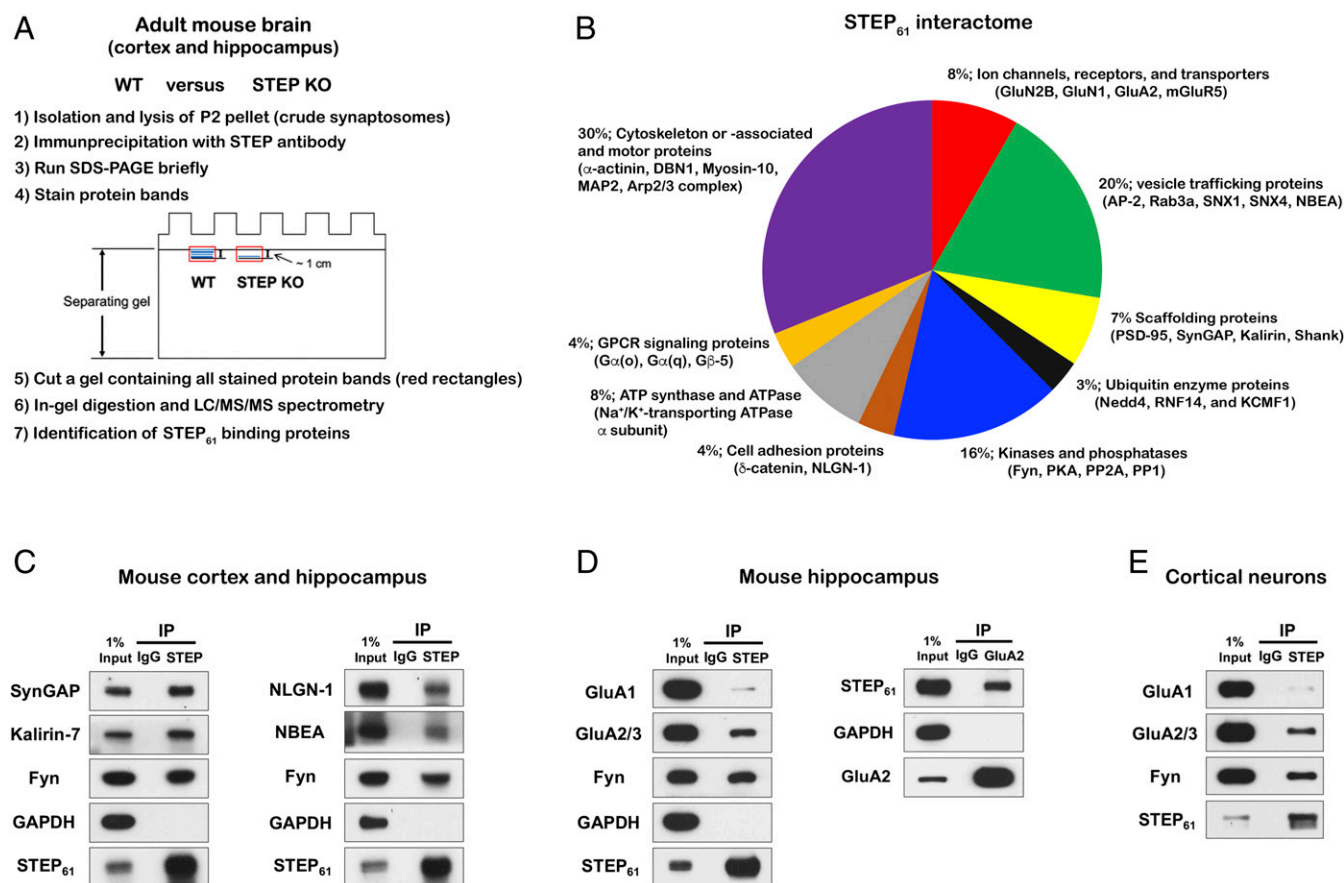 A
Adult mouse brain
(cortex and hippocampus)
WT versus STEP KO
1) Isolation and lysis of P2 pellet (crude synaptosomes)
2) Immunprecipitation with STEP antibody
3) Run SDS-PAGE briefly
4) Stain protein bands
~ 1 cm
WT STEP KO
Separating gel
5) Cut a gel containing all stained protein bands (red rectangles)
6) In-gel digestion and LC/MS/MS spectrometry
7) Identification of STEP₆₁ binding proteins
B
STEP₆₁ interactome
8%; Ion channels, receptors, and transporters
(GluN2B, GluN1, GluA2, mGluR5)
20%; vesicle trafficking proteins
(AP-2, Rab3a, SNX1, SNX4, NBEA)
7% Scaffolding proteins
(PSD-95, SynGAP, Kalirin, Shank)
3%; Ubiquitin enzyme proteins
(Nedd4, RNF14, and KCMF1)
16%; Kinases and phosphatases
(Fyn, PKA, PP2A, PP1)
4%; Cell adhesion proteins
(δ-catenin, NLGN-1)
8%; ATP synthase and ATPase
(Na⁺/K⁺-transporting ATPase
α subunit)
4%; GPCR signaling proteins
(Gα(o), Gα(q), Gβ-5)
30%; Cytoskeleton or -associated
and motor proteins
(α-actinin, DBN1, Myosin-10,
MAP2, Arp2/3 complex)
C
Mouse cortex and hippocampus
1% IP
Input IgG STEP
SynGAP
Kalirin-7
Fyn
GAPDH
STEP₆₁
1% IP
Input IgG STEP
NLGN-1
NBEA
Fyn
GAPDH
STEP₆₁
D
Mouse hippocampus
1% IP
Input IgG STEP
GluA1
GluA2/3
Fyn
GAPDH
STEP₆₁
1% IP
Input IgG GluA2
STEP₆₁
GAPDH
GluA2
E
Cortical neurons
1% IP
Input IgG STEP
GluA1
GluA2/3
Fyn
STEP₆₁